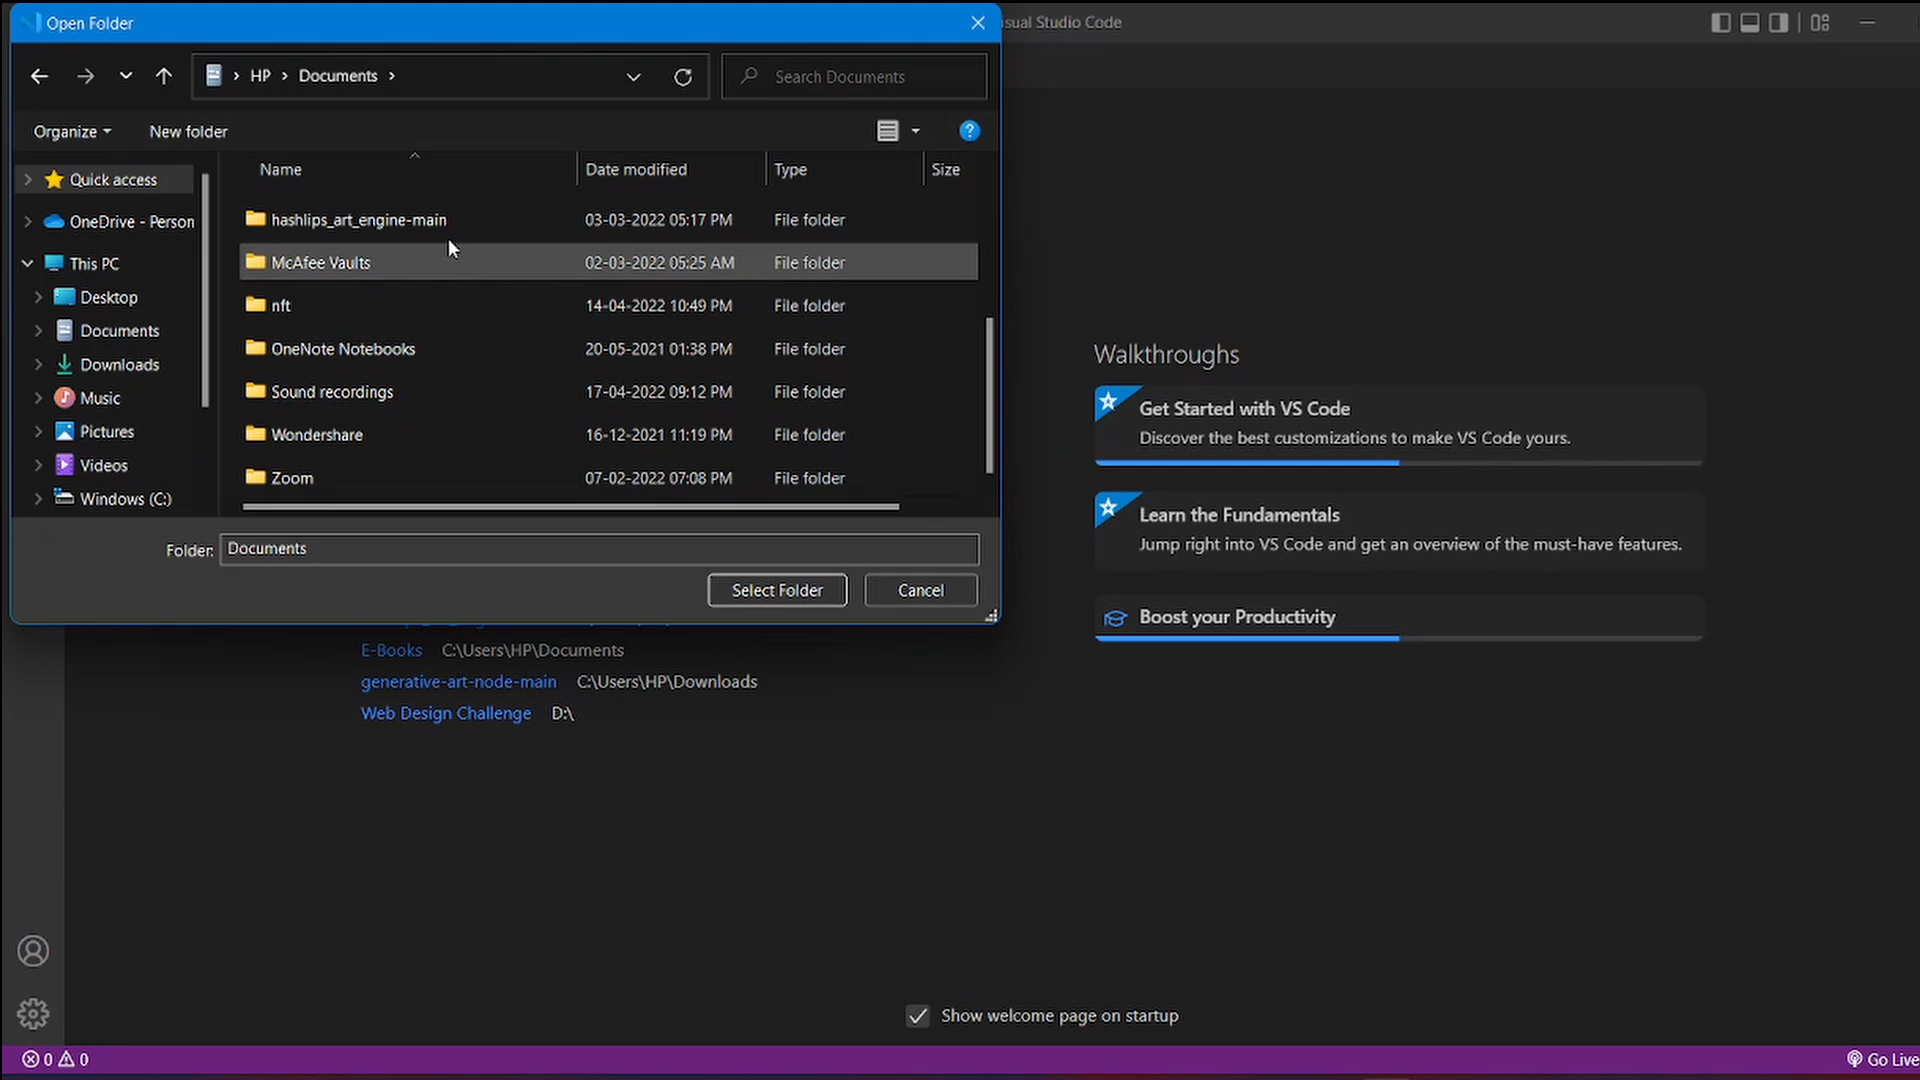 Open Folder
isual Studio Code
HP > Documents >
Search Documents
Organize
New folder
Name
Date modified
Type
Size
Quick access
OneDrive - Person
This PC
Desktop
Documents
Downloads
Music
Pictures
Videos
Windows (C:)
hashlips_art_engine-main 03-03-2022 05:17 PM File folder
McAfee Vaults 02-03-2022 05:25 AM File folder
nft 14-04-2022 10:49 PM File folder
OneNote Notebooks 20-05-2021 01:38 PM File folder
Sound recordings 17-04-2022 09:12 PM File folder
Wondershare 16-12-2021 11:19 PM File folder
Zoom 07-02-2022 07:08 PM File folder
Folder: Documents
Select Folder
Cancel
E-Books C:\Users\HP\Documents
generative-art-node-main C:\Users\HP\Downloads
Web Design Challenge D:\
Walkthroughs
Get Started with VS Code
Discover the best customizations to make VS Code yours.
Learn the Fundamentals
Jump right into VS Code and get an overview of the must-have features.
Boost your Productivity
Show welcome page on startup
0 0
Go Live